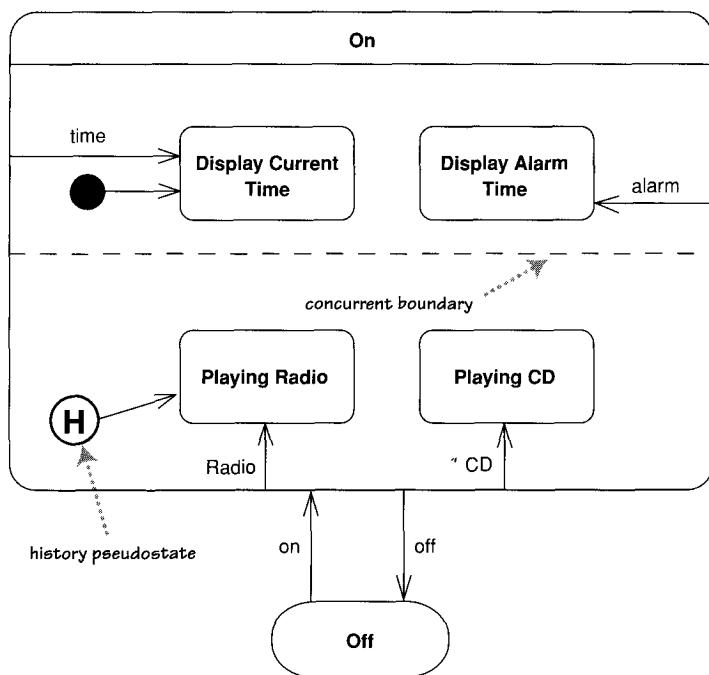 On
time
Display Current
Time
Display Alarm
Time
alarm
concurrent boundary
Playing Radio
Playing CD
H
Radio
CD
history pseudostate
on
off
Off